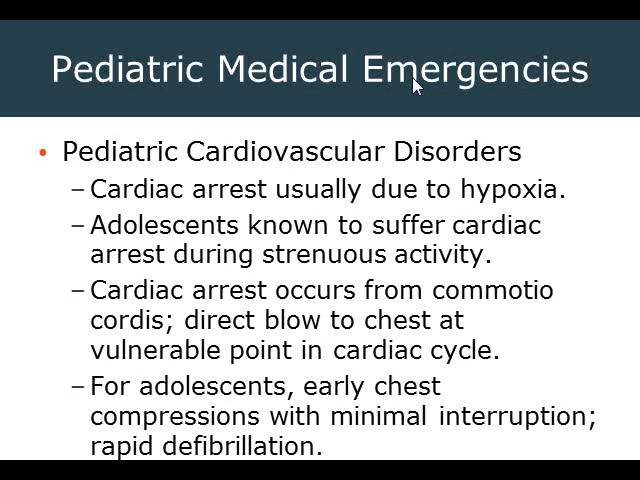 Pediatric Medical Emergencies
• Pediatric Cardiovascular Disorders
– Cardiac arrest usually due to hypoxia.
– Adolescents known to suffer cardiac
arrest during strenuous activity.
– Cardiac arrest occurs from commotio
cordis; direct blow to chest at
vulnerable point in cardiac cycle.
– For adolescents, early chest
compressions with minimal interruption;
rapid defibrillation.